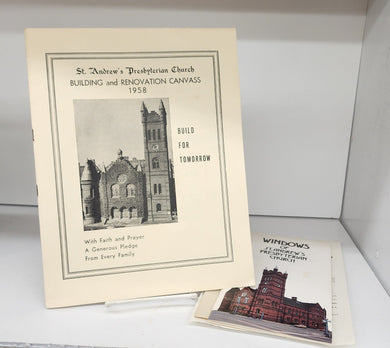 St. Andrew's Presbyterian Church
BUILDING and RENOVATION CANVASS
1958
BUILD
FOR
TOMORROW
With Faith and Prayer
A Generous Pledge
From Every Family
WINDOWS
OF
ST. ANDREW'S
PRESBYTERIAN
CHURCH